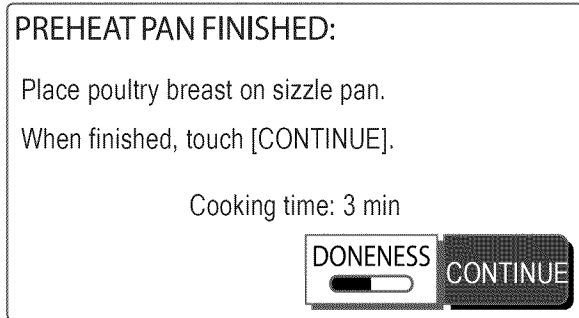 PREHEAT PAN FINISHED:
Place poultry breast on sizzle pan.
When finished, touch [CONTINUE].
Cooking time: 3 min
DONENESS
CONTINUE